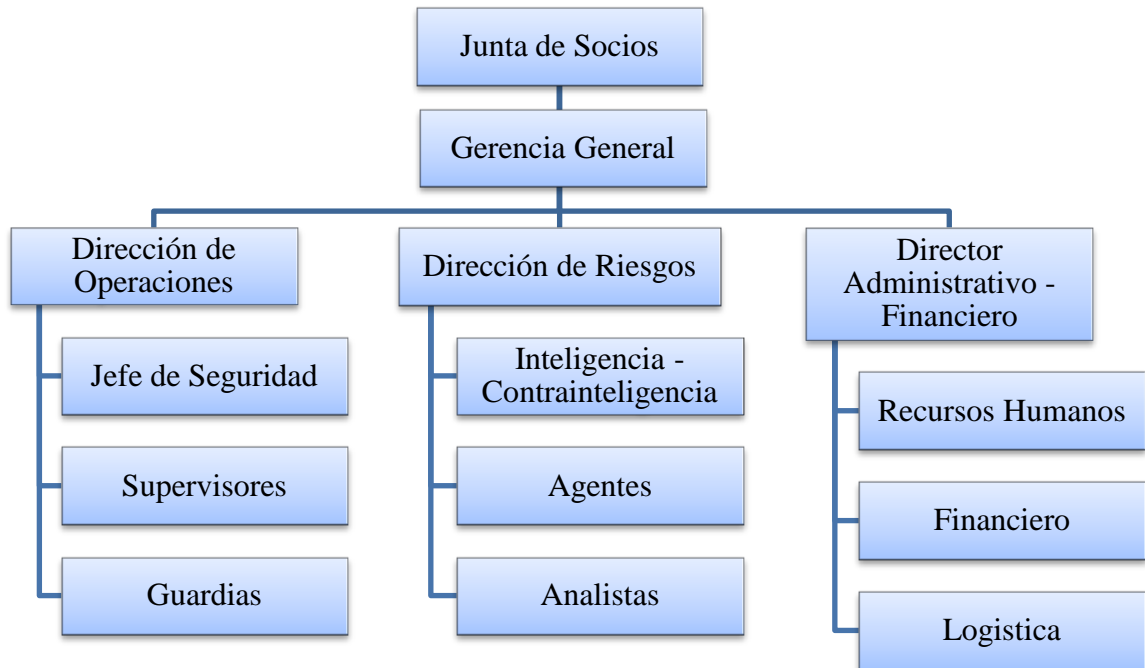 Junta de Socios
Gerencia General
Dirección de
Operaciones
Jefe de Seguridad
Supervisores
Guardias
Dirección de Riesgos
Inteligencia -
Contrainteligencia
Agentes
Analistas
Director
Administrativo -
Financiero
Recursos Humanos
Financiero
Logistica